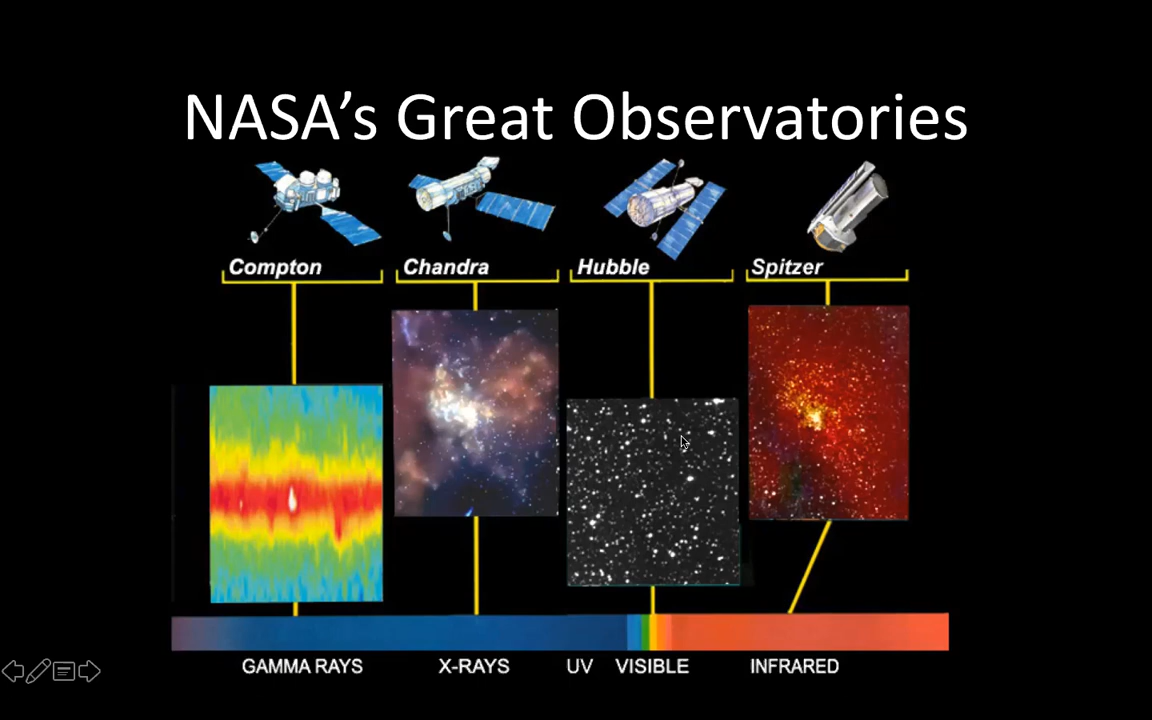 NASA’s Great Observatories
Compton
Chandra
Hubble
Spitzer
GAMMA RAYS
X-RAYS
UV
VISIBLE
INFRARED